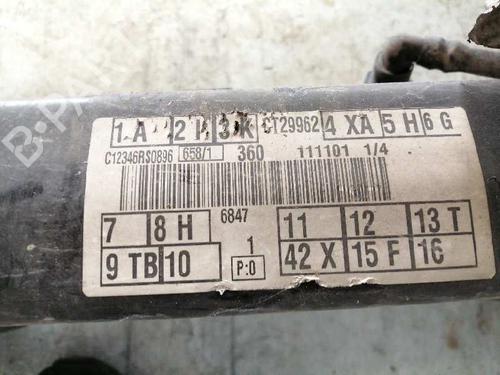 1 A 2 3 K CT29962 4 XA 5 H 6 G
C12346RS0896 658/1 360 111101 1/4
7 8 H 6847 11 12 13 T
9 TB 10 1 P:0 42 X 15 F 16